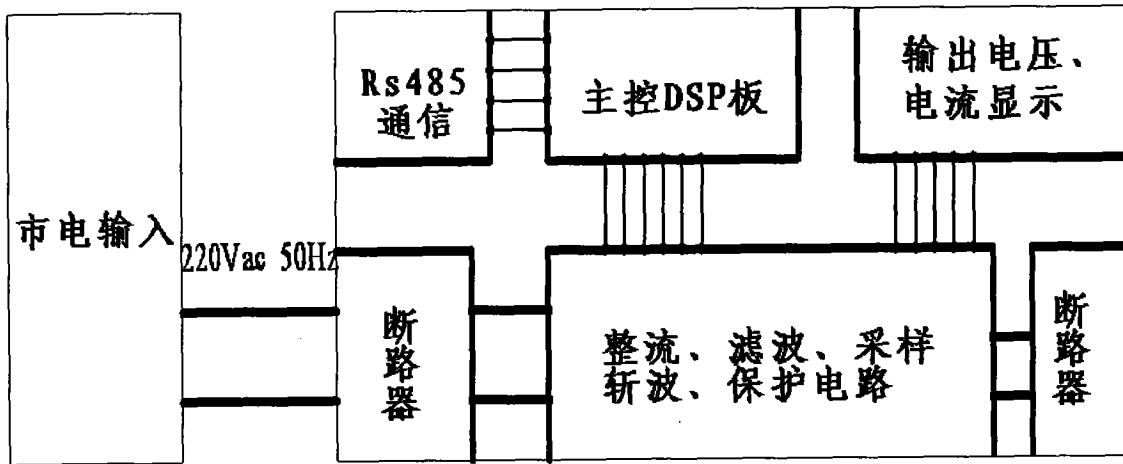 市电输入
220Vac 50Hz
Rs485
通信
主控DSP板
输出电压、
电流显示
断路器
整流、滤波、采样
斩波、保护电路
断路器